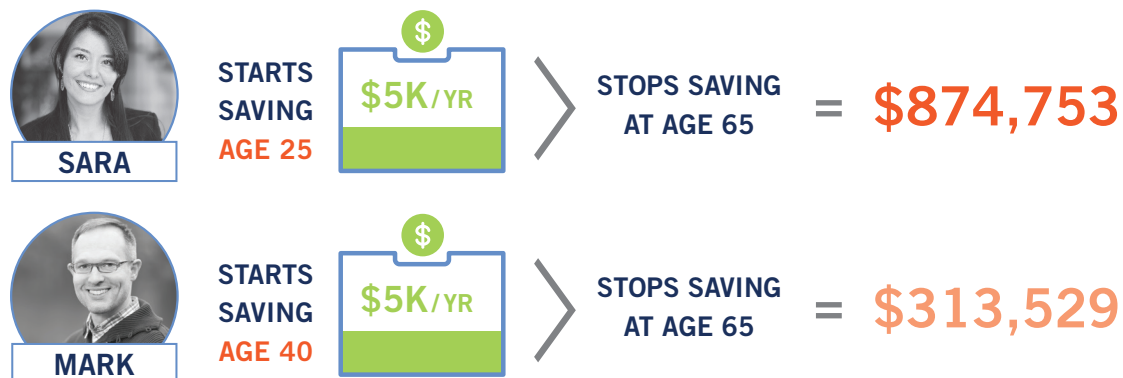 $
STARTS
SAVING
AGE 25
$5K/YR
STOPS SAVING
AT AGE 65
= $874,753
SARA
$
STARTS
SAVING
AGE 40
$5K/YR
STOPS SAVING
AT AGE 65
= $313,529
MARK